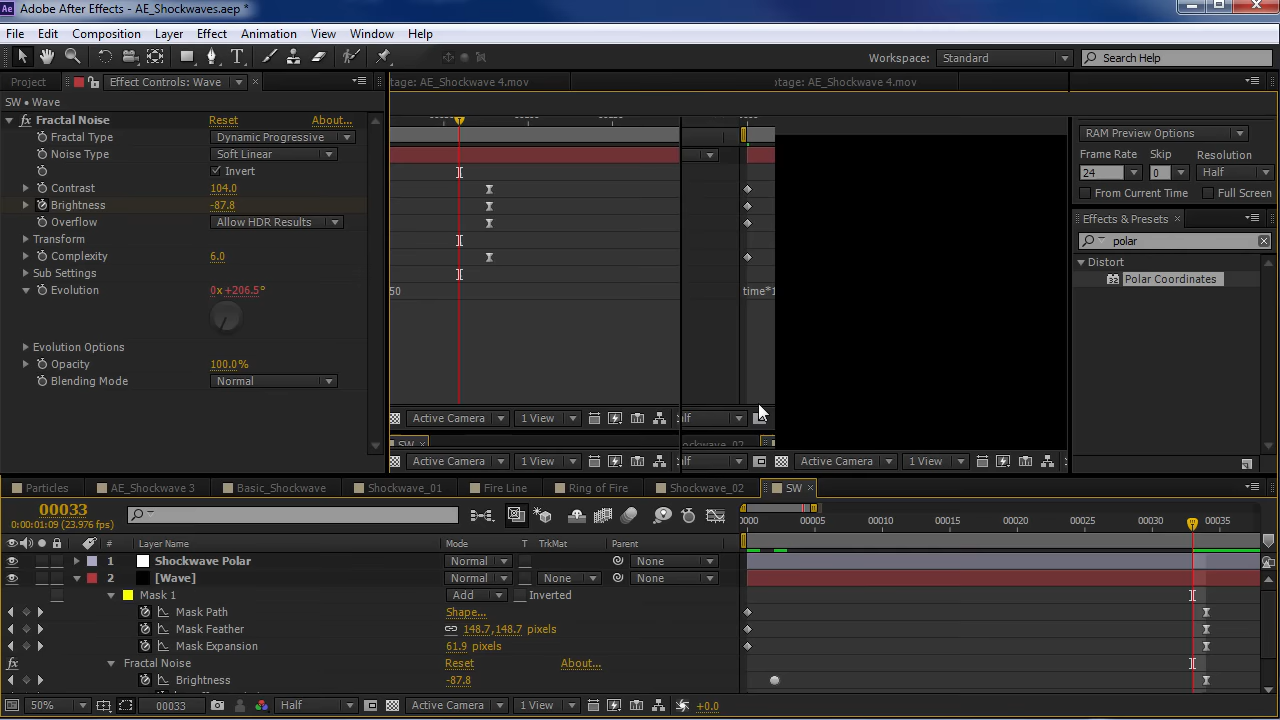 Adobe After Effects - AE_Shockwaves.aep *
File Edit Composition Layer Effect Animation View Window Help
Workspace: Standard Search Help
Project Effect Controls: Wave tage: AE_Shockwave 4.mov otage: AE_Shockwave 4.mov
SW • Wave
Fractal Noise Reset About...
Fractal Type Dynamic Progressive
Noise Type Soft Linear
Invert
Contrast 104.0
Brightness -87.8
Overflow Allow HDR Results
Transform
Complexity 6.0
Sub Settings
Evolution 0x+206.5°
50 time*1
Evolution Options
Opacity 100.0%
Blending Mode Normal
RAM Preview Options
Frame Rate Skip Resolution
24 1 Half
From Current Time Full Screen
Effects & Presets
polar
Distort
32 Polar Coordinates
Active Camera 1 View alf
SW ockwave_02
Active Camera 1 View alf Active Camera 1 View
Particles AE_Shockwave 3 Basic_Shockwave Shockwave_01 Fire Line Ring of Fire Shockwave_02 SW
00033
0:00:01:09 (23.976 fps)
0000 00005 00010 00015 00020 00025 00030 00035
# Layer Name Mode T TrkMat Parent
1 Shockwave Polar Normal None
2 [Wave] Normal None None
Mask 1 Add Inverted
Mask Path Shape...
Mask Feather 148.7,148.7 pixels
Mask Expansion 61.9 pixels
fx Fractal Noise Reset About...
Brightness -87.8
50% 00033 Half Active Camera 1 View +0.0